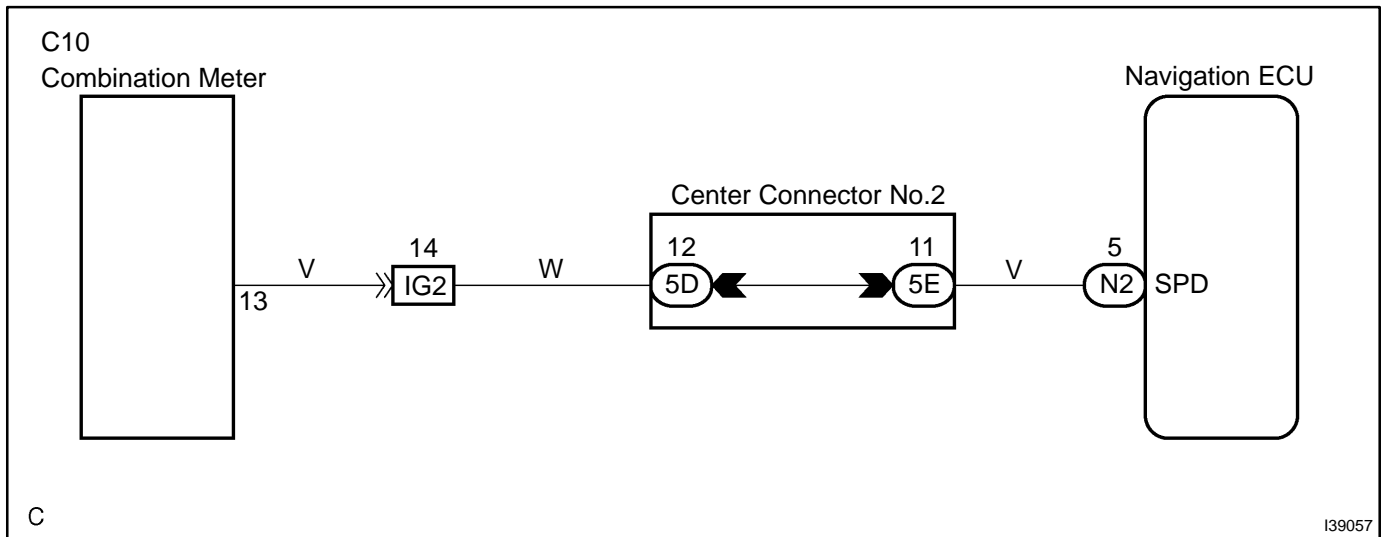 C10
Combination Meter
Navigation ECU
Center Connector No.2
14
12
11
5
V
W
V
IG2
5D
5E
N2
SPD
13
C
I39057